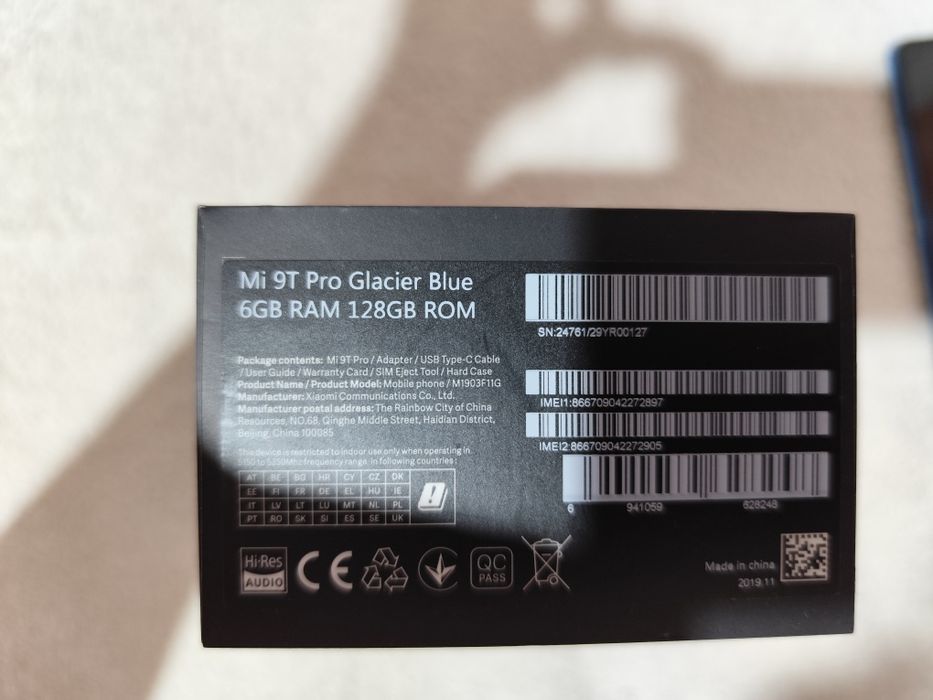 Mi 9T Pro Glacier Blue
6GB RAM 128GB ROM
Package contents: Mi 9T Pro / Adapter / USB Type-C Cable
/ User Guide / Warranty Card / SIM Eject Tool / Hard Case
Product Name / Product Model: Mobile phone / M1903F11G
Manufacturer: Xiaomi Communications Co., Ltd.
Manufacturer postal address: The Rainbow City of China
Resources, NO.68, Qinghe Middle Street, Haidian District,
Beijing, China 100085
This device is restricted to indoor use only when operating in
5150 to 5350Mhz frequency range. In following countries:
AT BE BG HR CY CZ DK
EE FI FR DE EL HU IE
IT LV LT LU MT NL PL
PT RO SK SI ES SE UK
Hi-Res
AUDIO
CE
QC
PASS
SN:24761/29YR00127
IMEI1:866709042272897
IMEI2:866709042272905
6 941059 628248
Made in china
2019.11